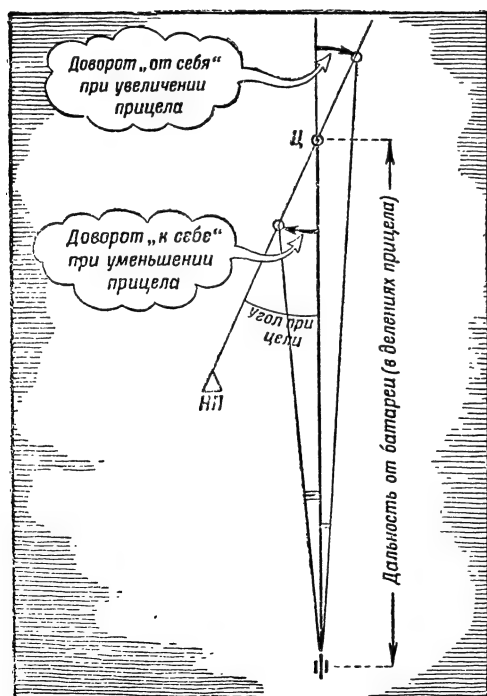 Доворот „от себя“
при увеличении
прицела
Ц
Доворот „к себе“
при уменьшении
прицела
Угол при
цели
НП
Дальность от батареи (в делениях прицела)